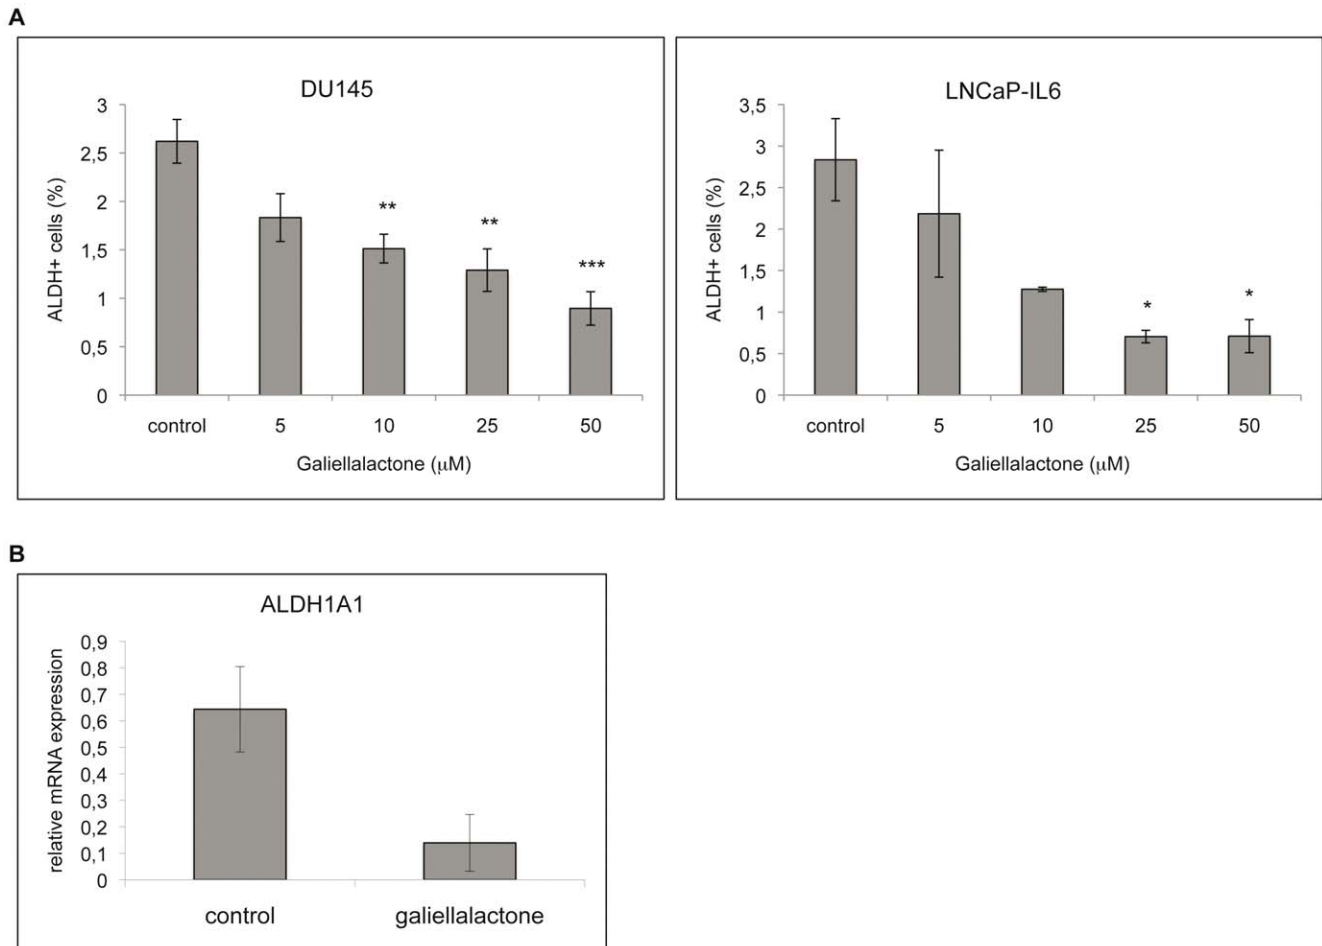 A
DU145
3
2,5
2
1,5
1
0,5
0
ALDH+ cells (%)
**
**
***
control 5 10 25 50
Galiellalactone (μM)
LNCaP-IL6
3,5
3
2,5
2
1,5
1
0,5
0
ALDH+ cells (%)
*
*
control 5 10 25 50
Galiellalactone (μM)
B
ALDH1A1
0,9
0,8
0,7
0,6
0,5
0,4
0,3
0,2
0,1
0
relative mRNA expression
control galiellalactone